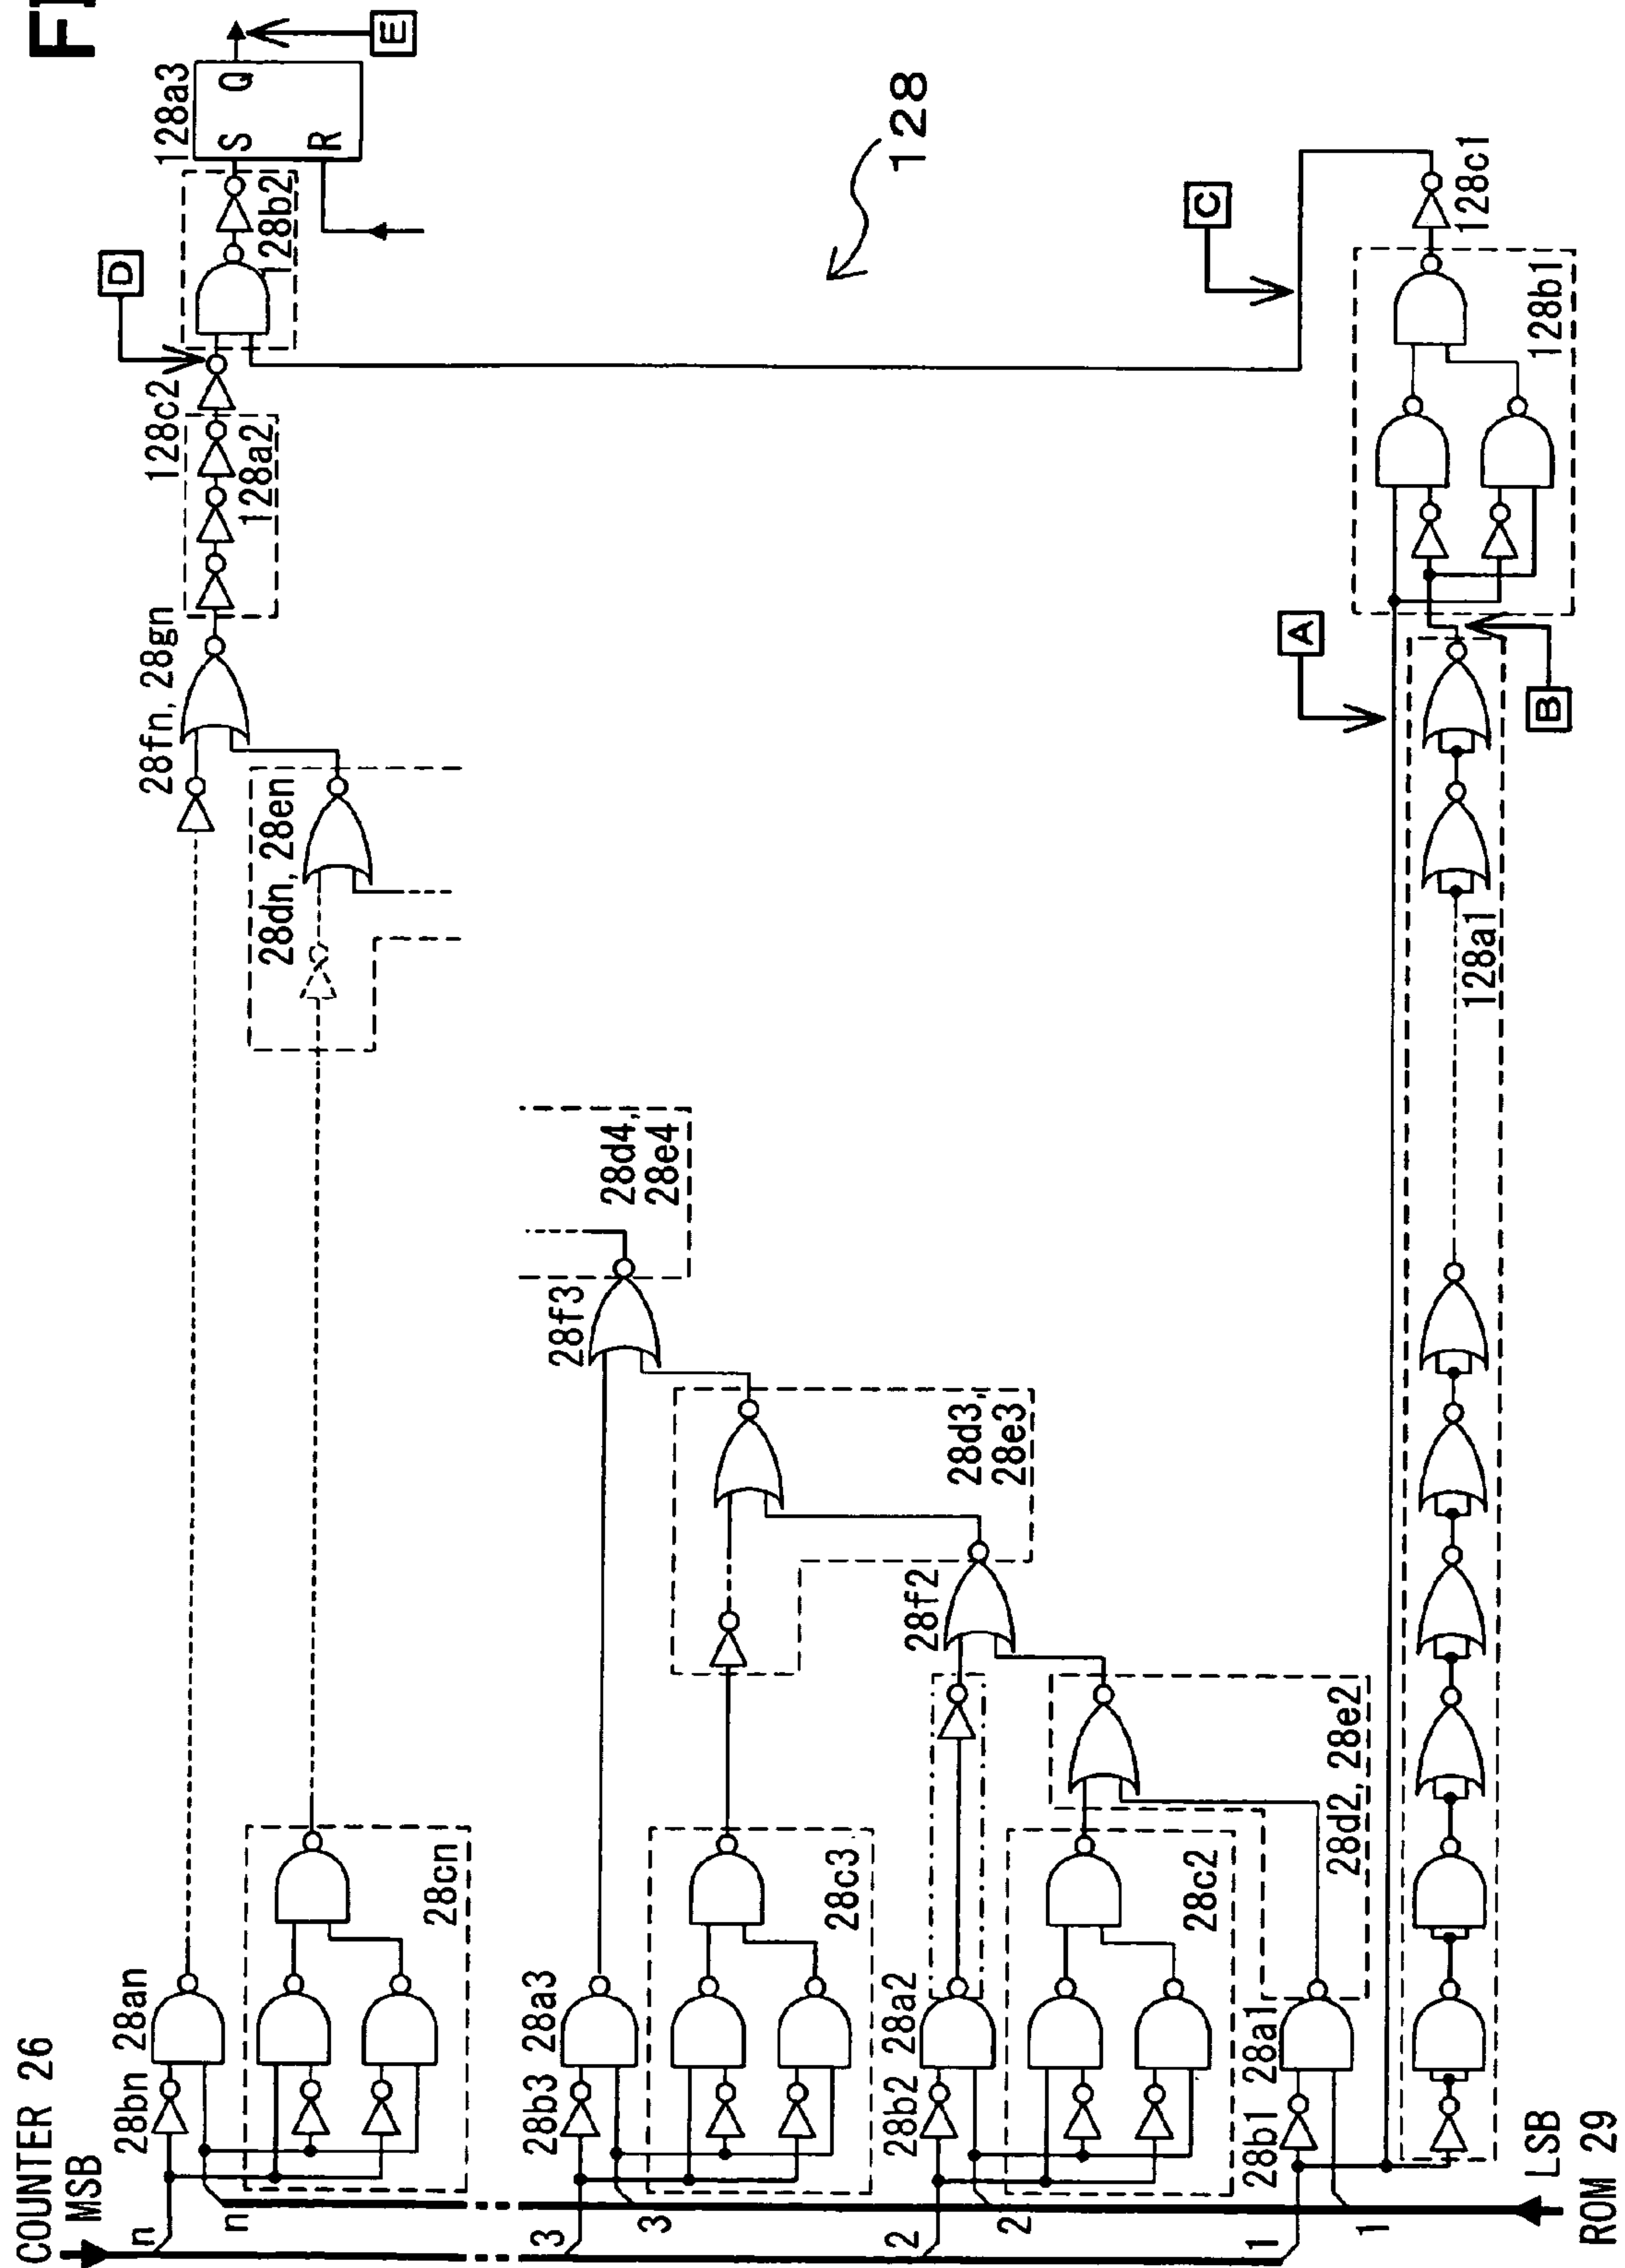 FI
COUNTER 26
MSB
n
28bn
28an
n
28cn
28dn, 28en
28fn, 28gn
128a2
128c2
D
128b2
128a3
S
Q
R
E
3
28b3
28a3
3
28c3
28d3,
28e3
28f3
28d4,
28e4
2
28b2
28a2
2
28c2
28f2
28d2, 28e2
1
28b1
28a1
1
128a1
A
B
128b1
C
128c1
128
LSB
ROM 29